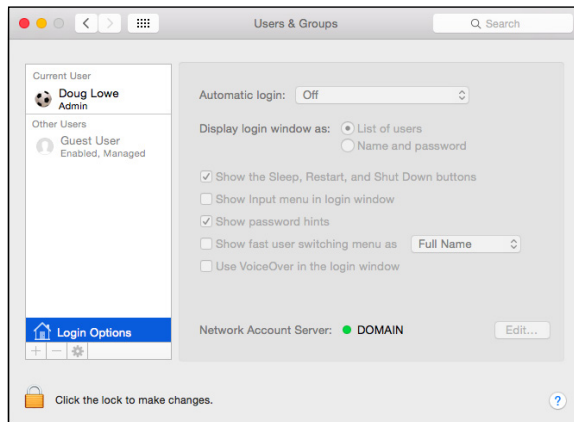 Users & Groups
Search
Current User
Doug Lowe
Admin
Other Users
Guest User
Enabled, Managed
Login Options
Automatic login: Off
Display login window as: List of users
Name and password
Show the Sleep, Restart, and Shut Down buttons
Show Input menu in login window
Show password hints
Show fast user switching menu as Full Name
Use VoiceOver in the login window
Network Account Server: DOMAIN Edit...
Click the lock to make changes.
?